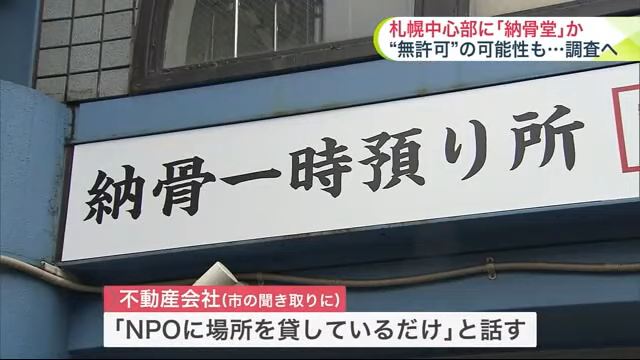 札幌中心部に「納骨堂」か
“無許可”の可能性も…調査へ
納骨一時預り所
不動産会社(市の聞き取りに)
「NPOに場所を貸しているだけ」と話す